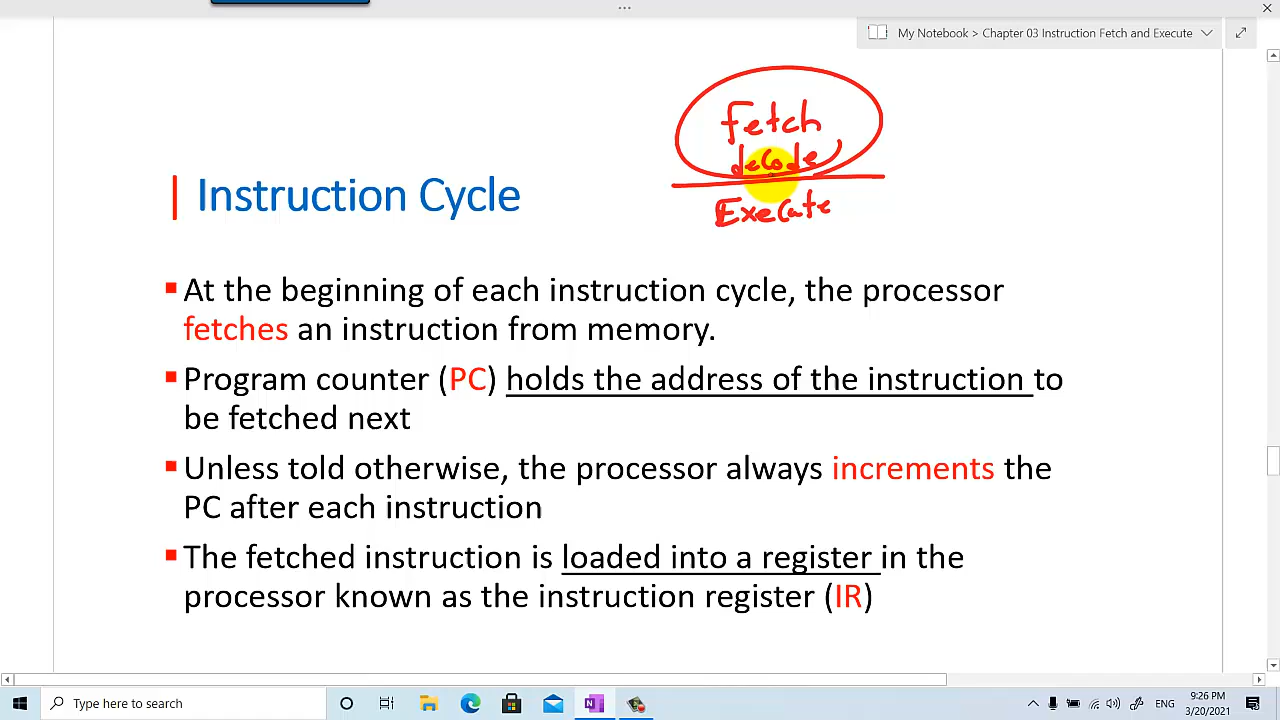 My Notebook > Chapter 03 Instruction Fetch and Execute
fetch
decode
Execute
Instruction Cycle
At the beginning of each instruction cycle, the processor
fetches an instruction from memory.
Program counter (PC) holds the address of the instruction to
be fetched next
Unless told otherwise, the processor always increments the
PC after each instruction
The fetched instruction is loaded into a register in the
processor known as the instruction register (IR)
Type here to search
ENG
9:26 PM
3/20/2021